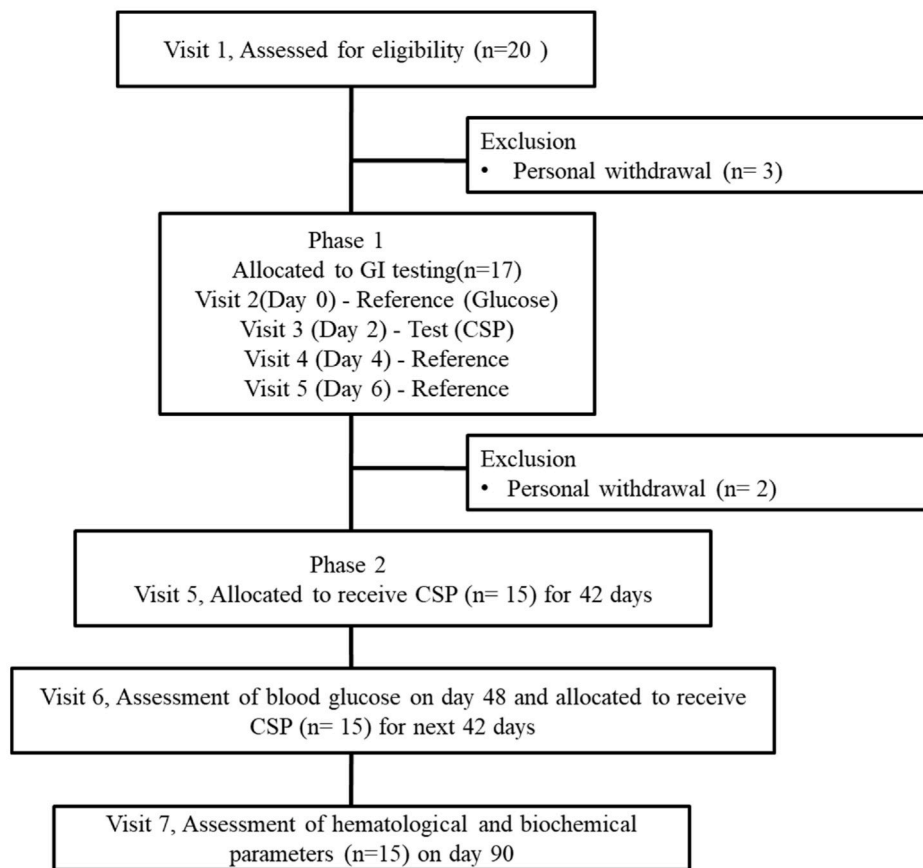 Visit 1, Assessed for eligibility (n=20 )
Exclusion
• Personal withdrawal (n= 3)
Phase 1
Allocated to GI testing(n=17)
Visit 2(Day 0) - Reference (Glucose)
Visit 3 (Day 2) - Test (CSP)
Visit 4 (Day 4) - Reference
Visit 5 (Day 6) - Reference
Exclusion
• Personal withdrawal (n= 2)
Phase 2
Visit 5, Allocated to receive CSP (n= 15) for 42 days
Visit 6, Assessment of blood glucose on day 48 and allocated to receive
CSP (n= 15) for next 42 days
Visit 7, Assessment of hematological and biochemical
parameters (n=15) on day 90